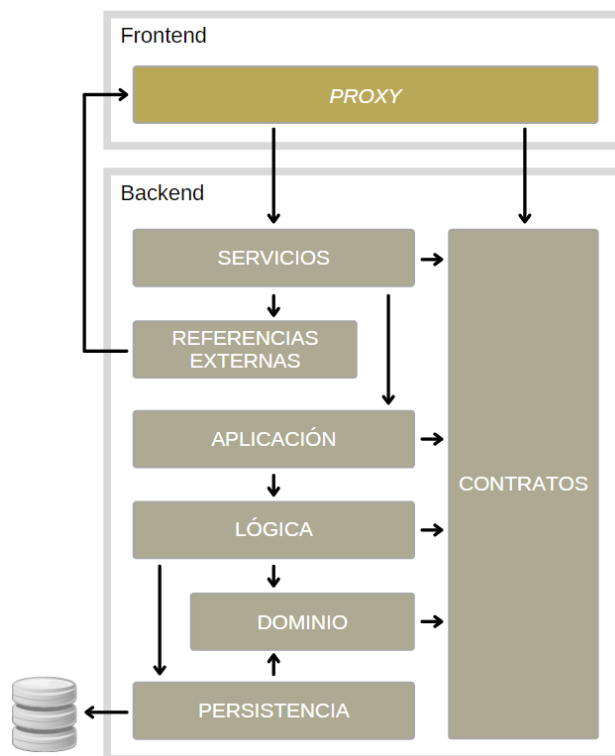 Frontend
PROXY
Backend
SERVICIOS
REFERENCIAS
EXTERNAS
APLICACIÓN
CONTRATOS
LÓGICA
DOMINIO
PERSISTENCIA